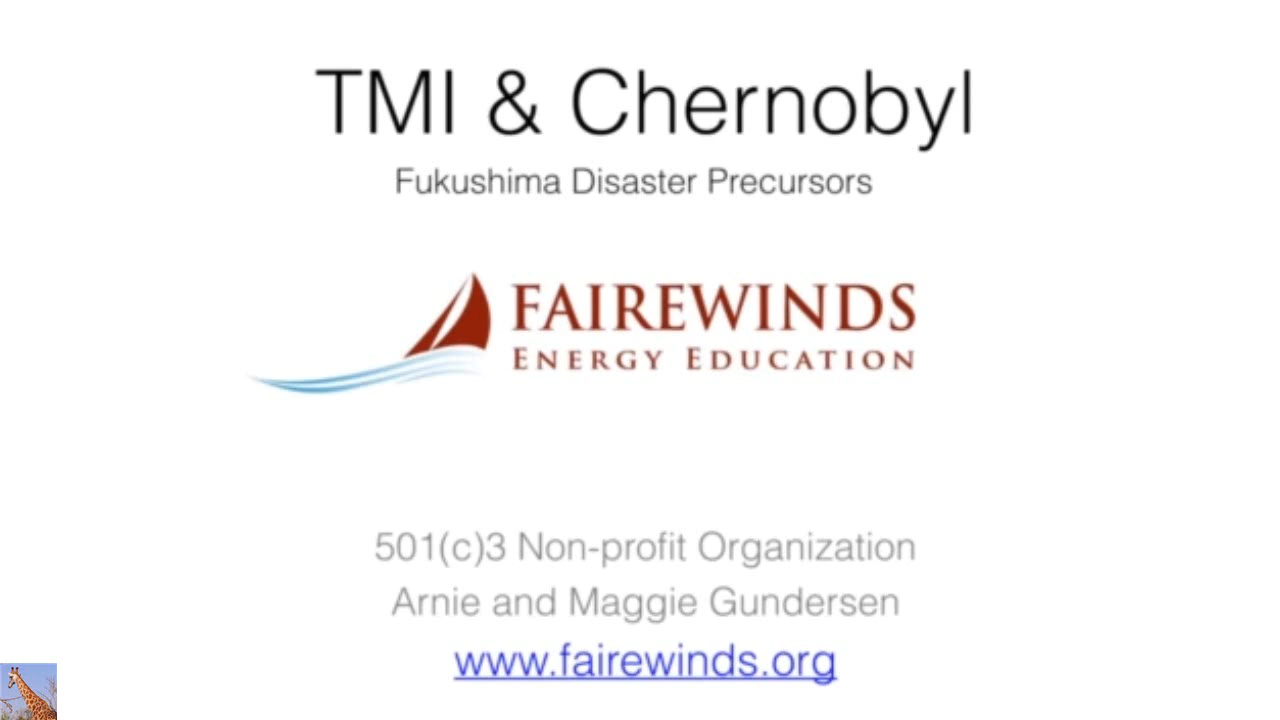 TMI & Chernobyl
Fukushima Disaster Precursors
FAIREWINDS
ENERGY EDUCATION
501(c)3 Non-profit Organization
Arnie and Maggie Gundersen
www.fairewinds.org